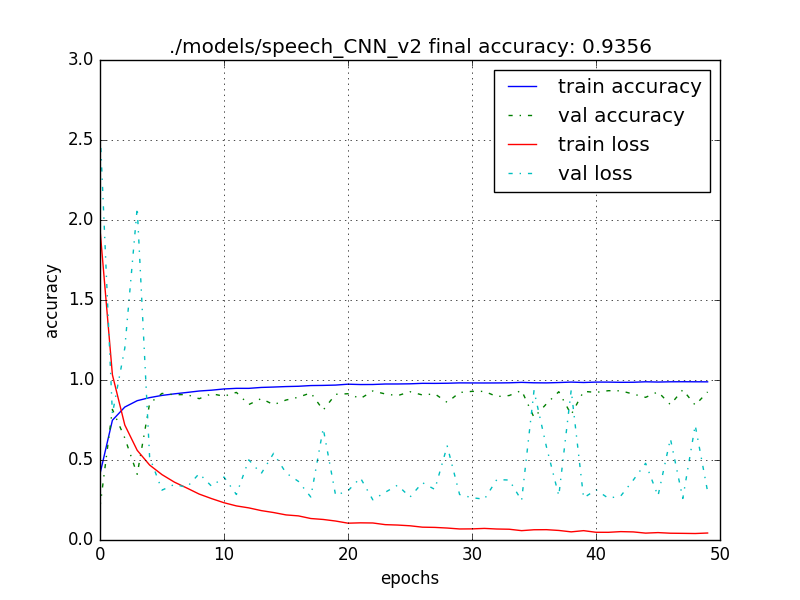 ./models/speech_CNN_v2 final accuracy: 0.9356
3.0
2.5
2.0
1.5
1.0
0.5
0.0
accuracy
train accuracy
val accuracy
train loss
val loss
0 10 20 30 40 50
epochs